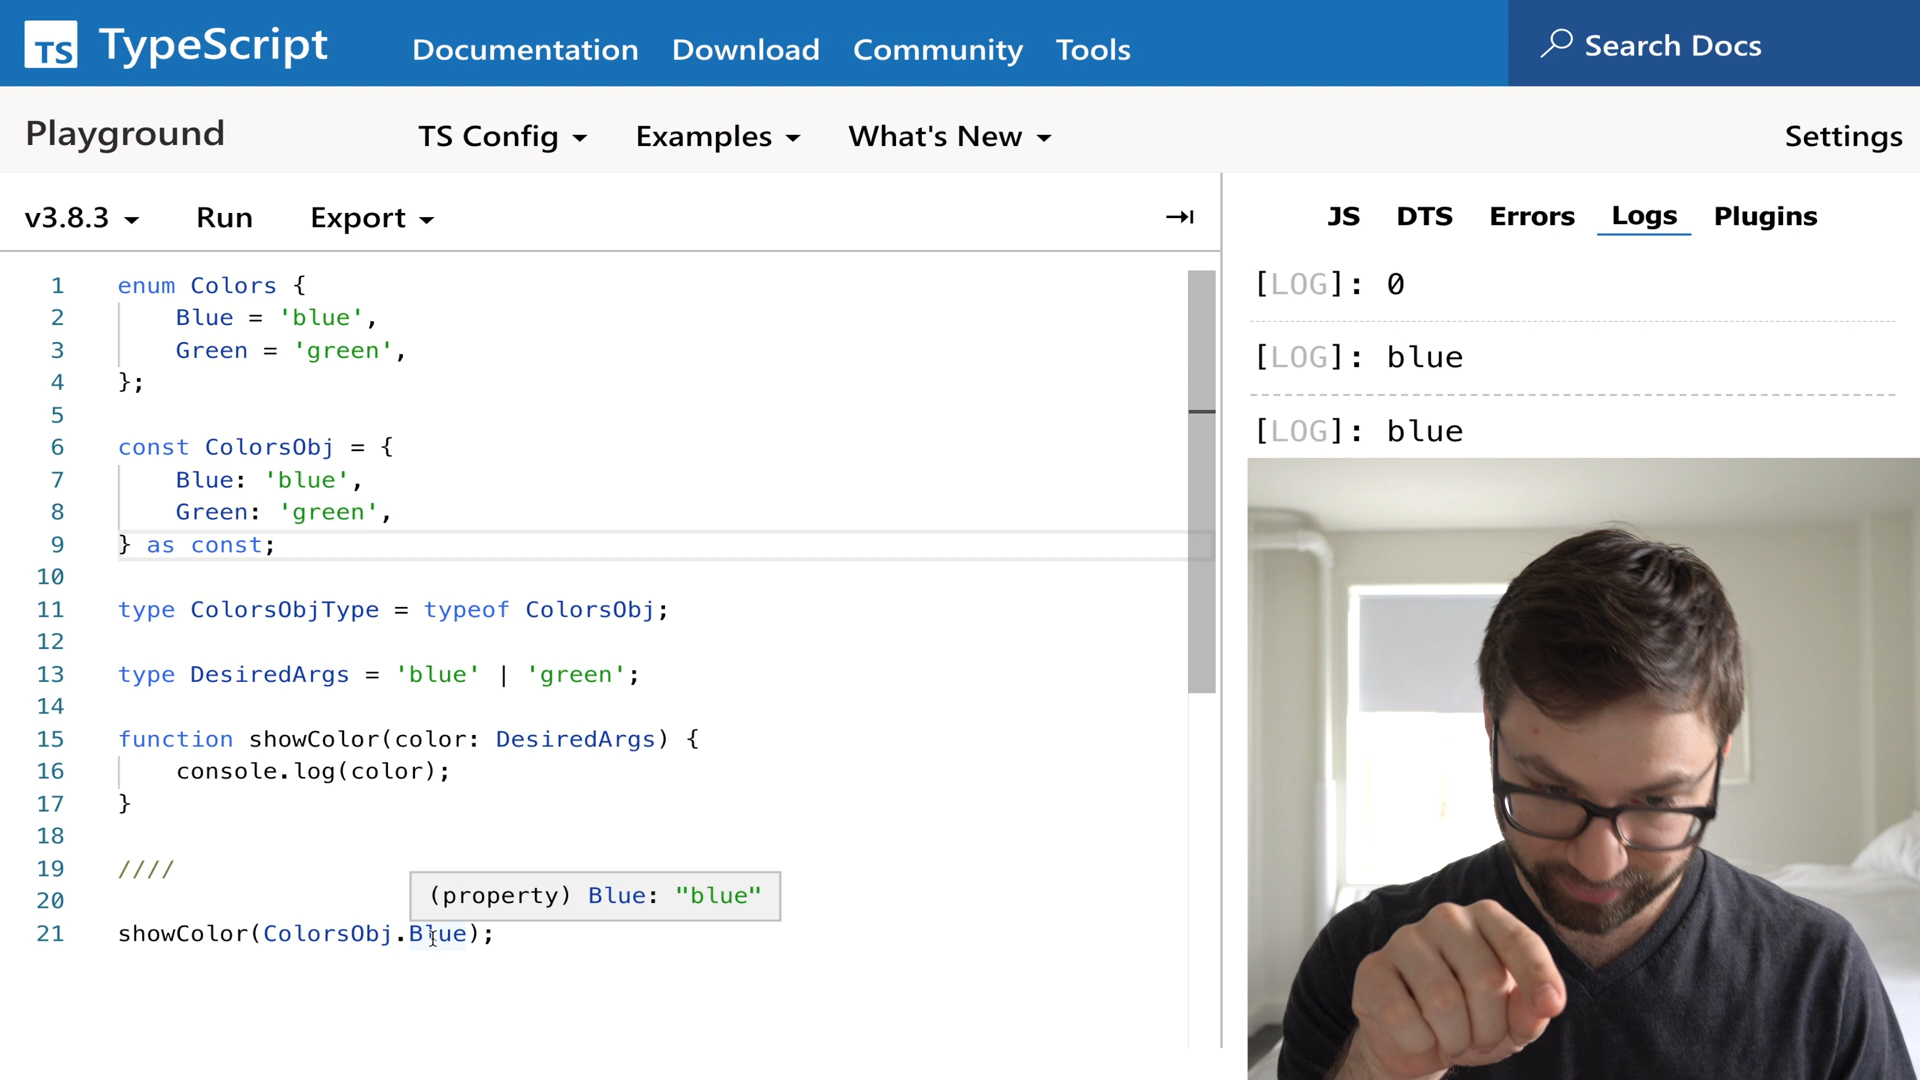 TS TypeScript Documentation Download Community Tools Search Docs
Playground TS Config Examples What's New Settings
v3.8.3 Run Export JS DTS Errors Logs Plugins
1 enum Colors {
2 Blue = 'blue',
3 Green = 'green',
4 };
5
6 const ColorsObj = {
7 Blue: 'blue',
8 Green: 'green',
9 } as const;
10
11 type ColorsObjType = typeof ColorsObj;
12
13 type DesiredArgs = 'blue' | 'green';
14
15 function showColor(color: DesiredArgs) {
16 console.log(color);
17 }
18
19 ////
20
(property) Blue: "blue"
21 showColor(ColorsObj.Blue);
[LOG]: 0
[LOG]: blue
[LOG]: blue